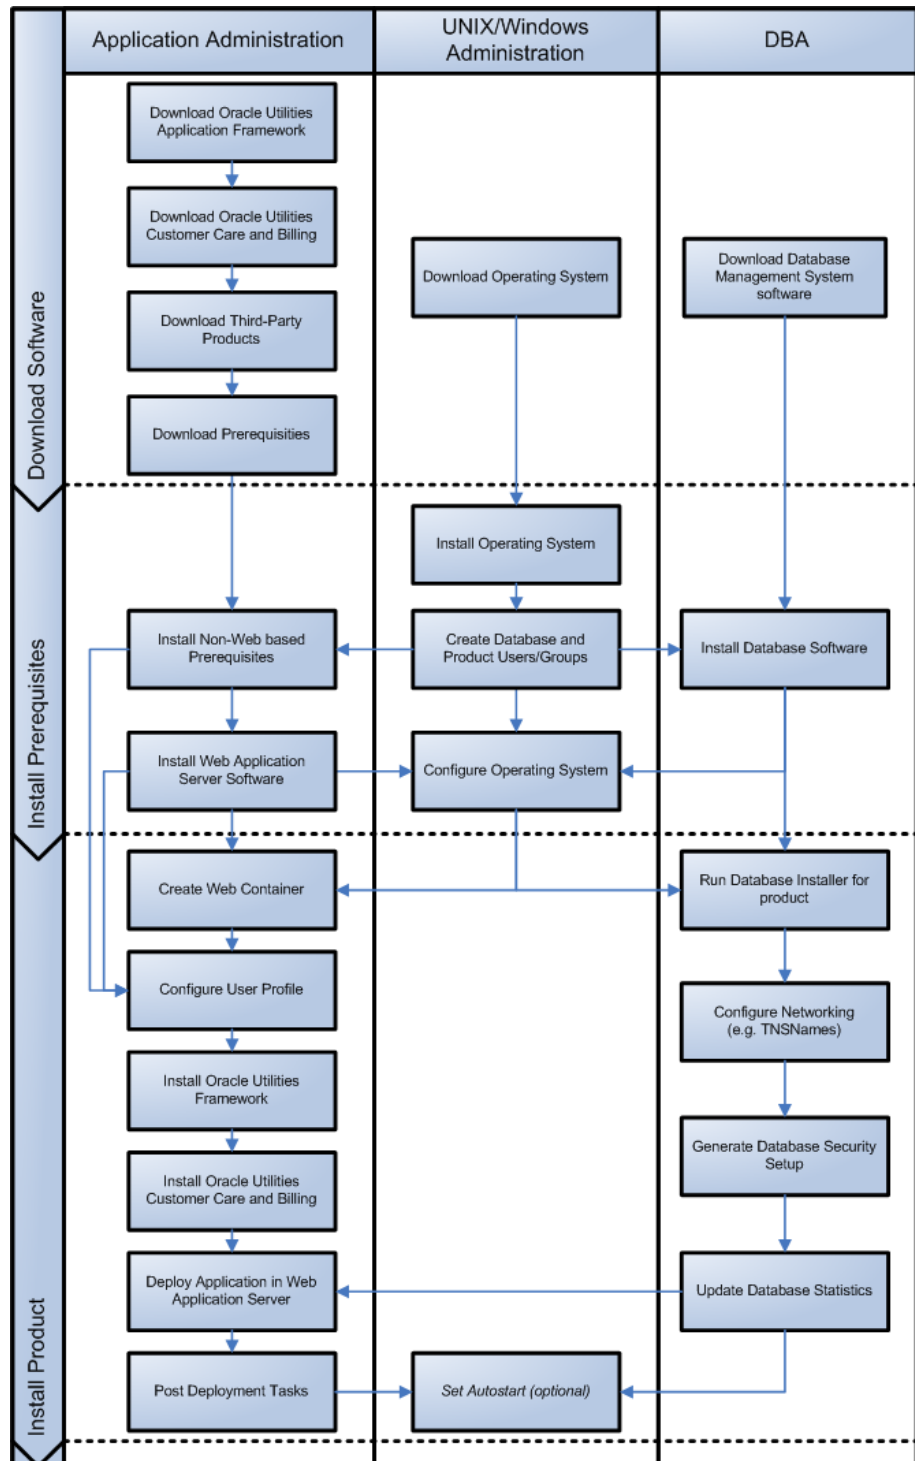 Application Administration
UNIX/Windows
Administration
DBA
Download Software
Download Oracle Utilities
Application Framework
Download Oracle Utilities
Customer Care and Billing
Download Operating System
Download Database
Management System
software
Download Third-Party
Products
Download Prerequisities
Install Prerequisites
Install Operating System
Install Non-Web based
Prerequisites
Create Database and
Product Users/Groups
Install Database Software
Install Web Application
Server Software
Configure Operating System
Install Product
Create Web Container
Run Database Installer for
product
Configure User Profile
Configure Networking
(e.g. TNSNames)
Install Oracle Utilities
Framework
Generate Database Security
Setup
Install Oracle Utilities
Customer Care and Billing
Deploy Application in Web
Application Server
Update Database Statistics
Post Deployment Tasks
Set Autostart (optional)